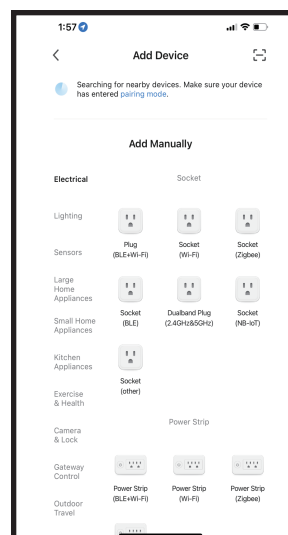 1:57
Add Device
Searching for nearby devices. Make sure your device
has entered pairing mode.
Add Manually
Electrical
Socket
Lighting
Plug
(BLE+Wi-Fi)
Socket
(Wi-Fi)
Socket
(Zigbee)
Sensors
Large
Home
Appliances
Socket
(BLE)
Dualband Plug
(2.4GHz&5GHz)
Socket
(NB-IoT)
Small Home
Appliances
Kitchen
Appliances
Socket
(other)
Exercise
& Health
Power Strip
Camera
& Lock
Gateway
Control
Power Strip
(BLE+Wi-Fi)
Power Strip
(Wi-Fi)
Power Strip
(Zigbee)
Outdoor
Travel